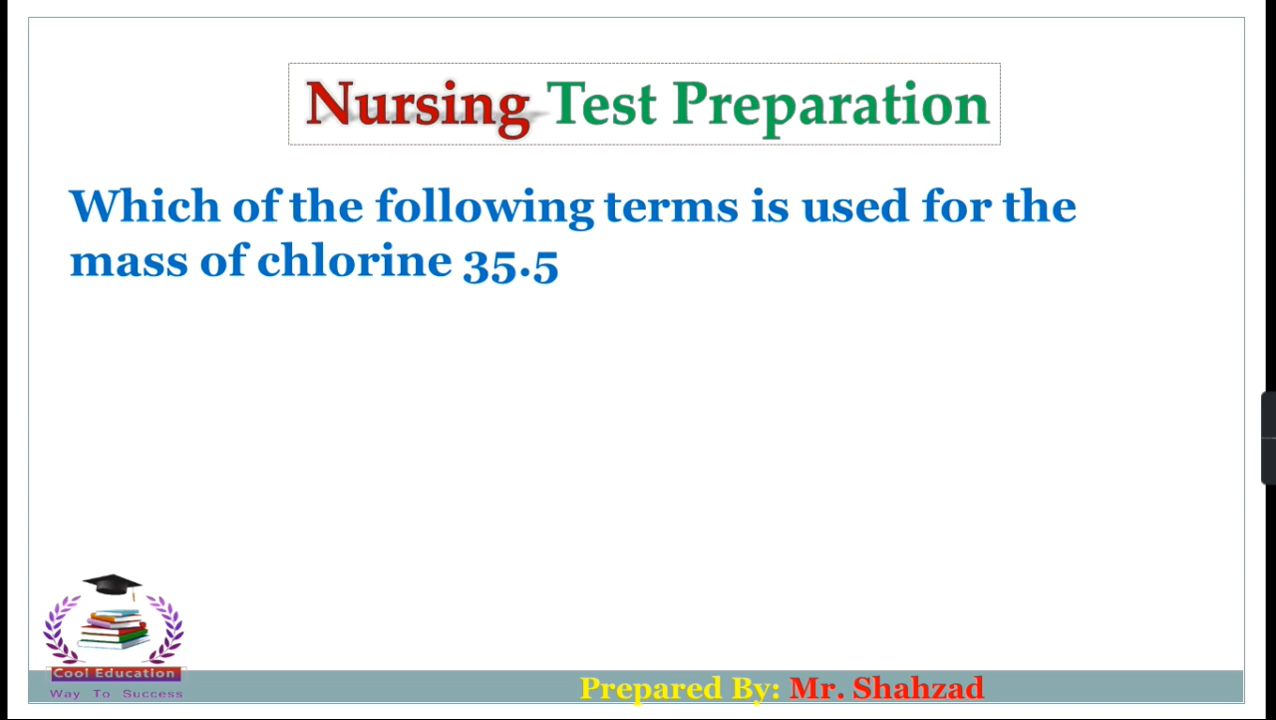 Nursing Test Preparation
Which of the following terms is used for the
mass of chlorine 35.5
Cool Education
Way To Success
Prepared By: Mr. Shahzad